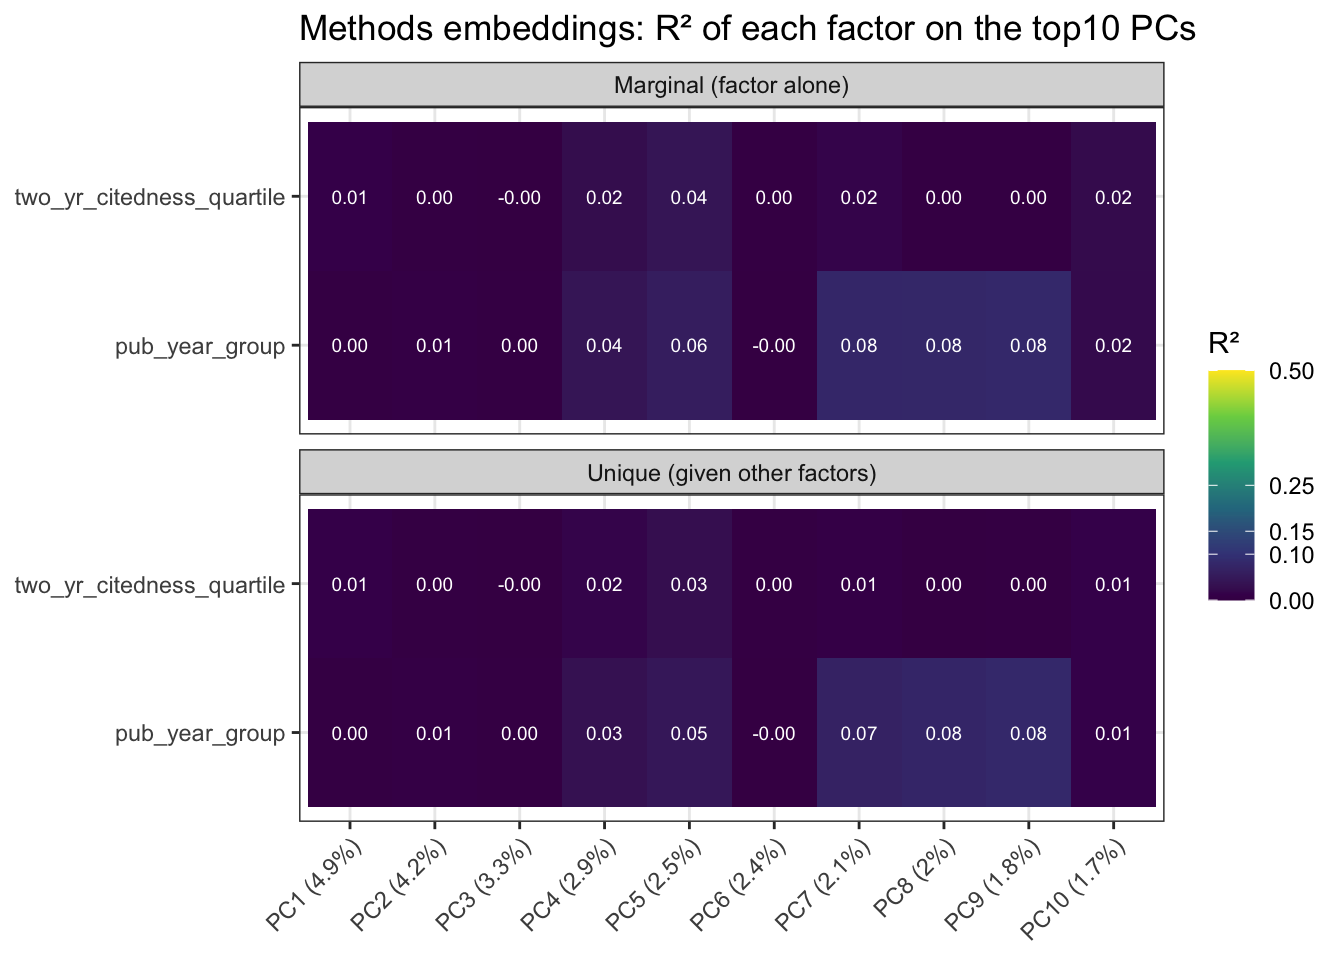 Methods embeddings: R² of each factor on the top10 PCs
Marginal (factor alone)
two_yr_citedness_quartile 0.01 0.00 -0.00 0.02 0.04 0.00 0.02 0.00 0.00 0.02
pub_year_group 0.00 0.01 0.00 0.04 0.06 -0.00 0.08 0.08 0.08 0.02
Unique (given other factors)
two_yr_citedness_quartile 0.01 0.00 -0.00 0.02 0.03 0.00 0.01 0.00 0.00 0.01
pub_year_group 0.00 0.01 0.00 0.03 0.05 -0.00 0.07 0.08 0.08 0.01
PC1 (4.9%)
PC2 (4.2%)
PC3 (3.3%)
PC4 (2.9%)
PC5 (2.5%)
PC6 (2.4%)
PC7 (2.1%)
PC8 (2%)
PC9 (1.8%)
PC10 (1.7%)
R²
0.50
0.25
0.15
0.10
0.00